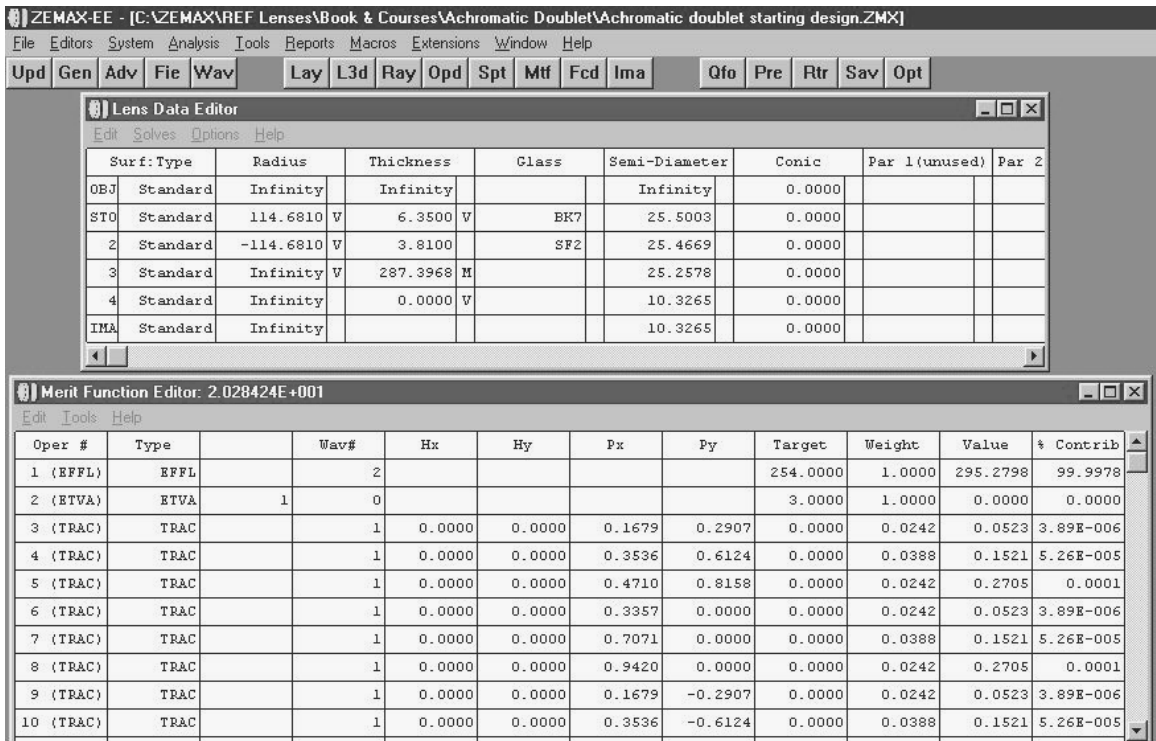 ZEMAX-EE - [C:\ZEMAX\REF Lenses\Book & Courses\Achromatic Doublet\Achromatic doublet starting design.ZMX]
File Editors System Analysis Tools Reports Macros Extensions Window Help
Upd Gen Adv Fie Wav Lay L3d Ray Opd Spt Mtf Fcd Ima Qfo Pre Rtr Sav Opt
Lens Data Editor
Edit Solves Options Help
Surf:Type Radius Thickness Glass Semi-Diameter Conic Par 1(unused) Par 2
OBJ Standard Infinity Infinity Infinity 0.0000
STO Standard 114.6810 V 6.3500 V BK7 25.5003 0.0000
2 Standard -114.6810 V 3.8100 SF2 25.4669 0.0000
3 Standard Infinity V 287.3968 M 25.2578 0.0000
4 Standard Infinity 0.0000 V 10.3265 0.0000
IMA Standard Infinity 10.3265 0.0000
Merit Function Editor: 2.028424E+001
Edit Tools Help
Oper # Type Wav# Hx Hy Px Py Target Weight Value % Contrib
1 (EFFL) EFFL 2 254.0000 1.0000 295.2798 99.9978
2 (ETVA) ETVA 1 0 3.0000 1.0000 0.0000 0.0000
3 (TRAC) TRAC 1 0.0000 0.0000 0.1679 0.2907 0.0000 0.0242 0.0523 3.89E-006
4 (TRAC) TRAC 1 0.0000 0.0000 0.3536 0.6124 0.0000 0.0388 0.1521 5.26E-005
5 (TRAC) TRAC 1 0.0000 0.0000 0.4710 0.8158 0.0000 0.0242 0.2705 0.0001
6 (TRAC) TRAC 1 0.0000 0.0000 0.3357 0.0000 0.0000 0.0242 0.0523 3.89E-006
7 (TRAC) TRAC 1 0.0000 0.0000 0.7071 0.0000 0.0000 0.0388 0.1521 5.26E-005
8 (TRAC) TRAC 1 0.0000 0.0000 0.9420 0.0000 0.0000 0.0242 0.2705 0.0001
9 (TRAC) TRAC 1 0.0000 0.0000 0.1679 -0.2907 0.0000 0.0242 0.0523 3.89E-006
10 (TRAC) TRAC 1 0.0000 0.0000 0.3536 -0.6124 0.0000 0.0388 0.1521 5.26E-005